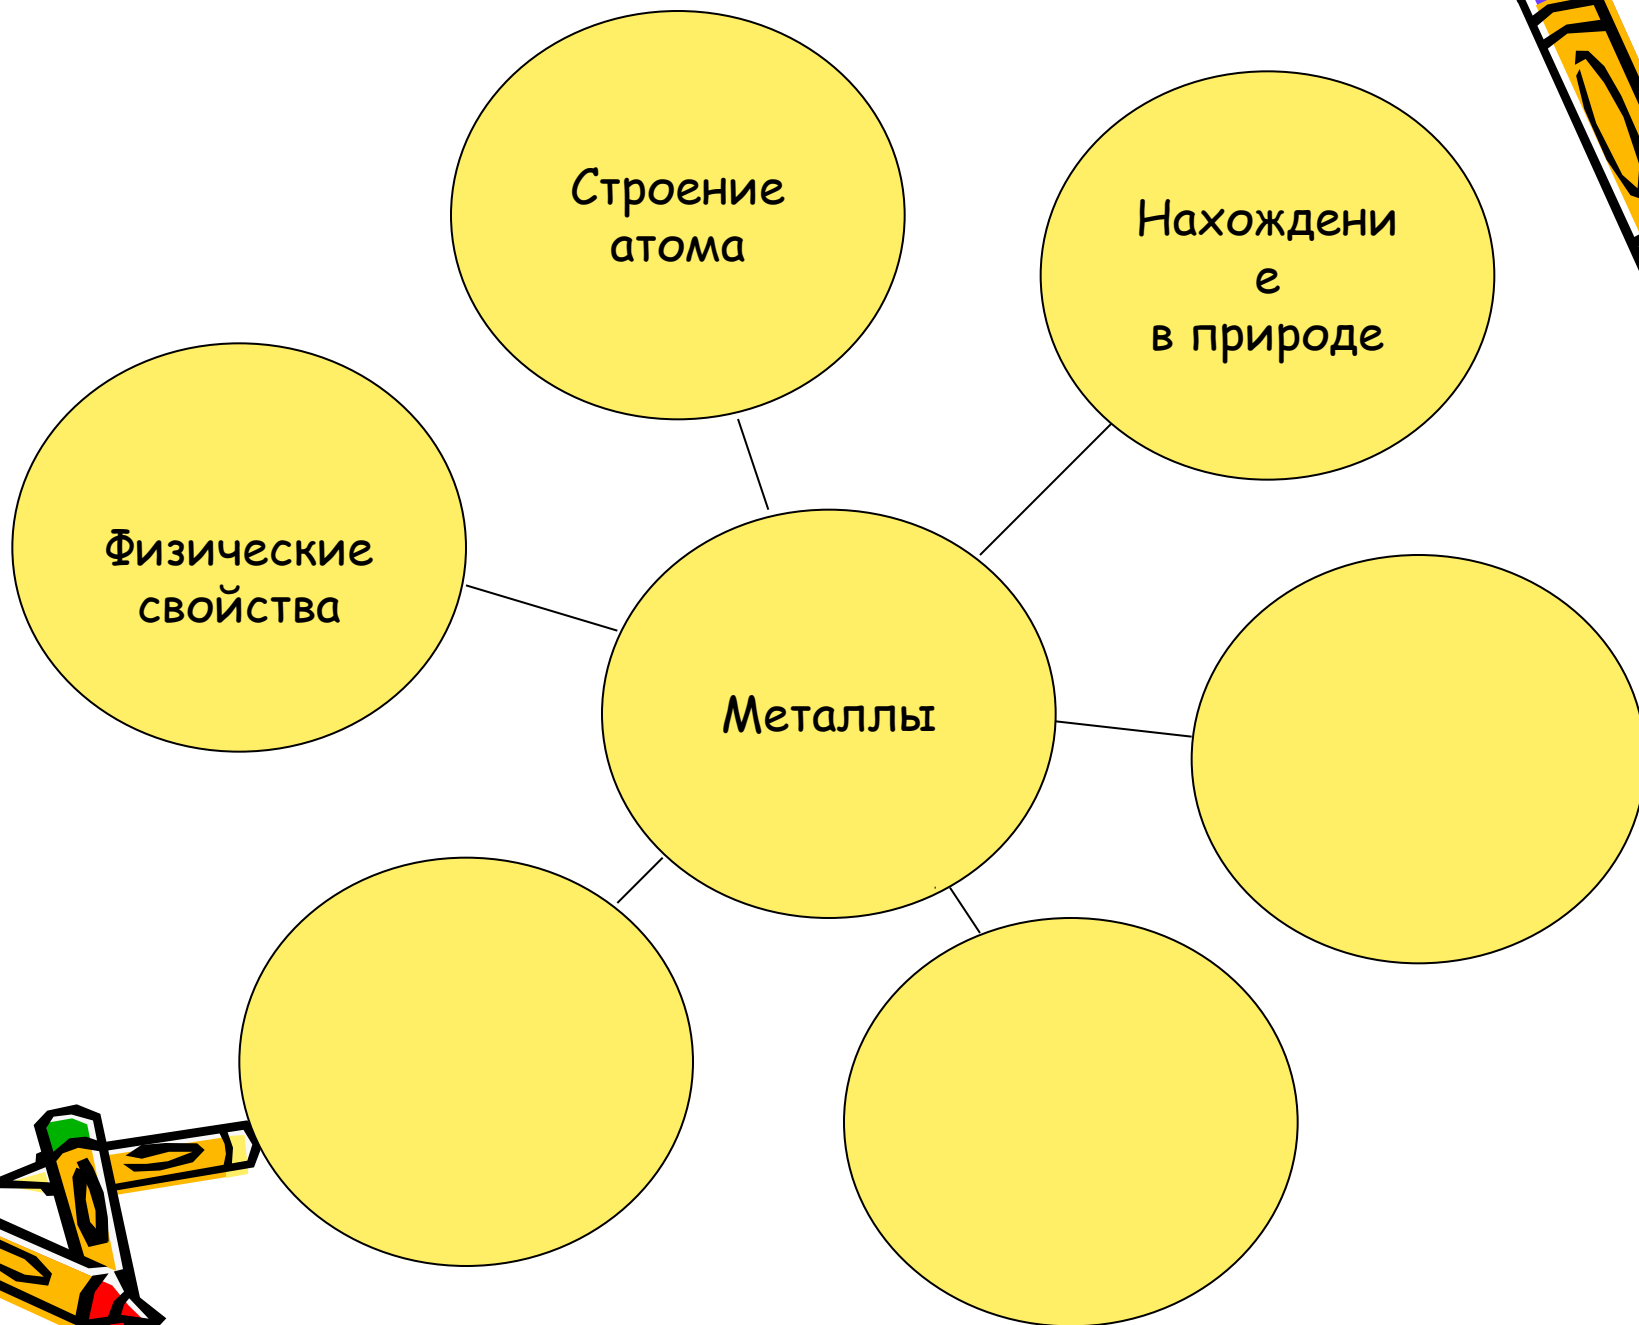 Строение
атома
Нахождени
е
в природе
Физические
свойства
Металлы